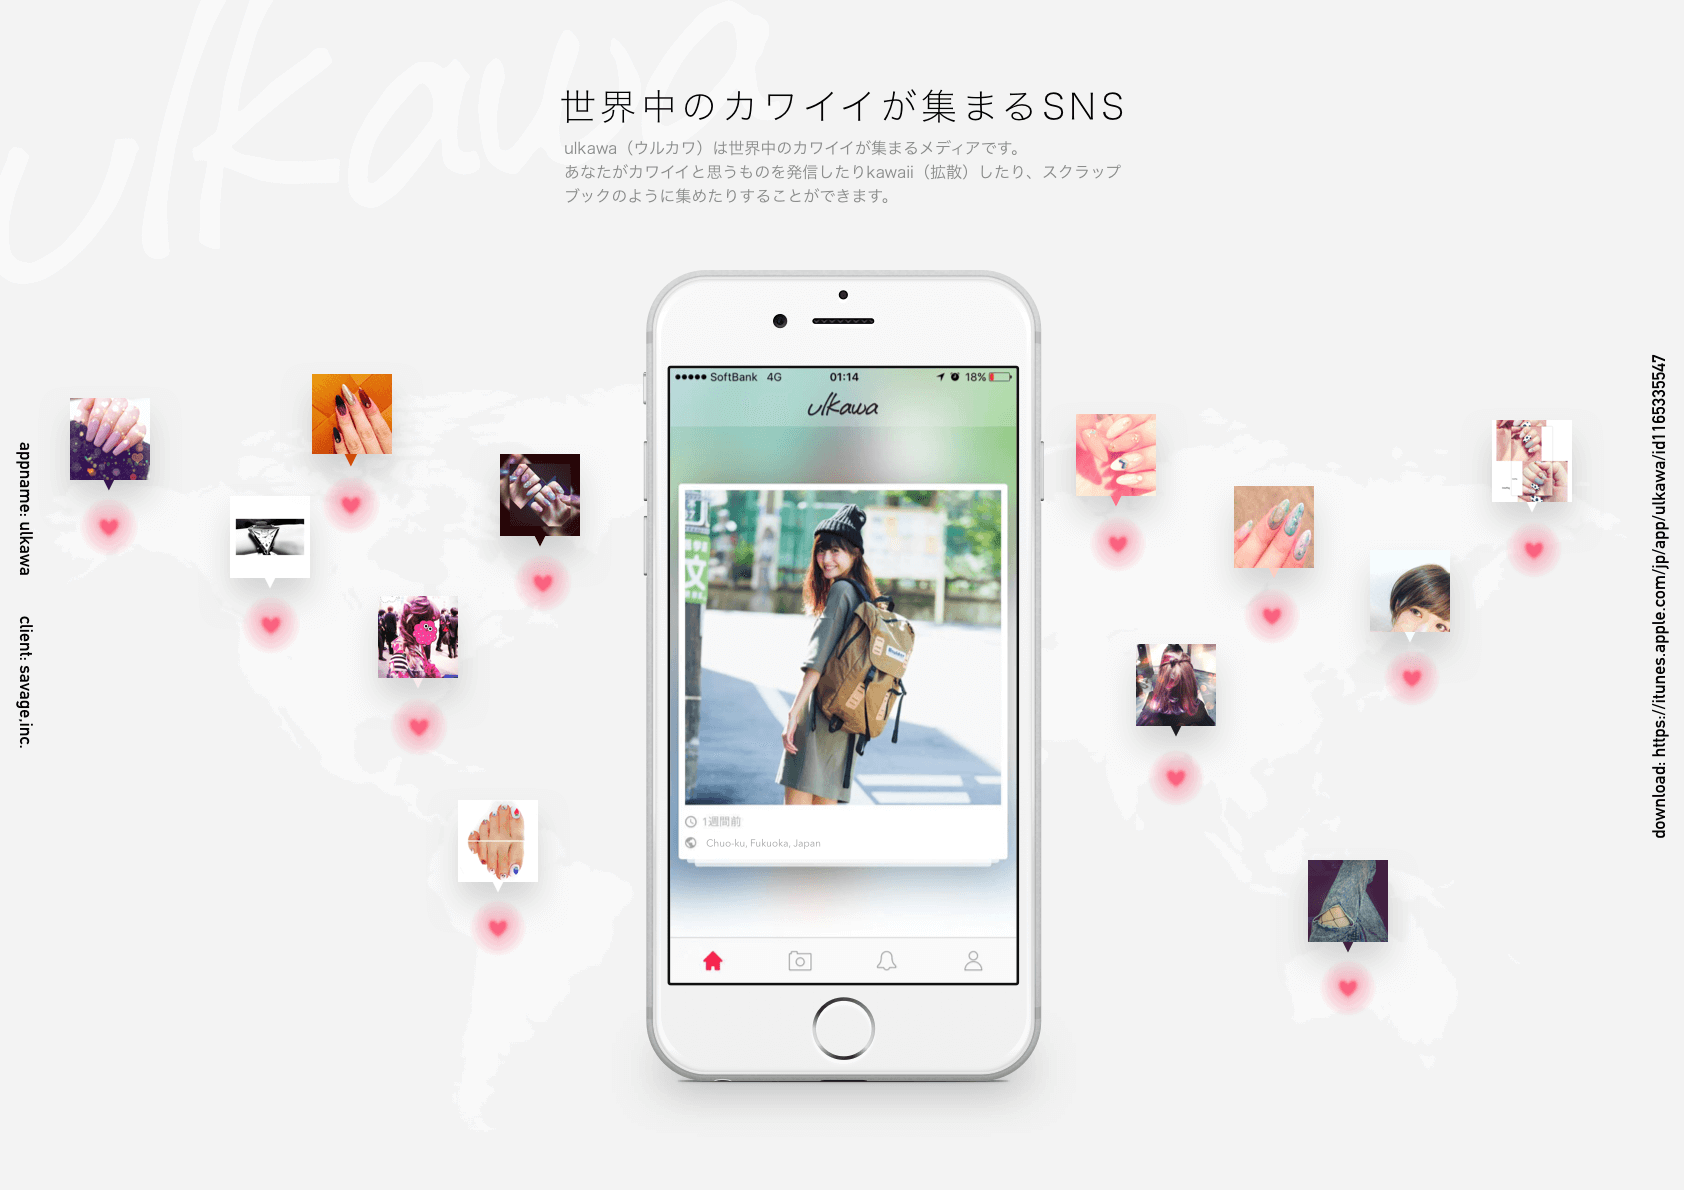 ulkawa
世界中のカワイイが集まるSNS
ulkawa（ウルカワ）は世界中のカワイイが集まるメディアです。
あなたがカワイイと思うものを発信したりkawaii（拡散）したり、スクラップ
ブックのように集めたりすることができます。
appname: ulkawa
client: savage,inc.
SoftBank 4G 01:14 18%
ulkawa
文
1週間前
Chuo-ku, Fukuoka, Japan
download: https://itunes.apple.com/jp/app/ulkawa/id1165335547